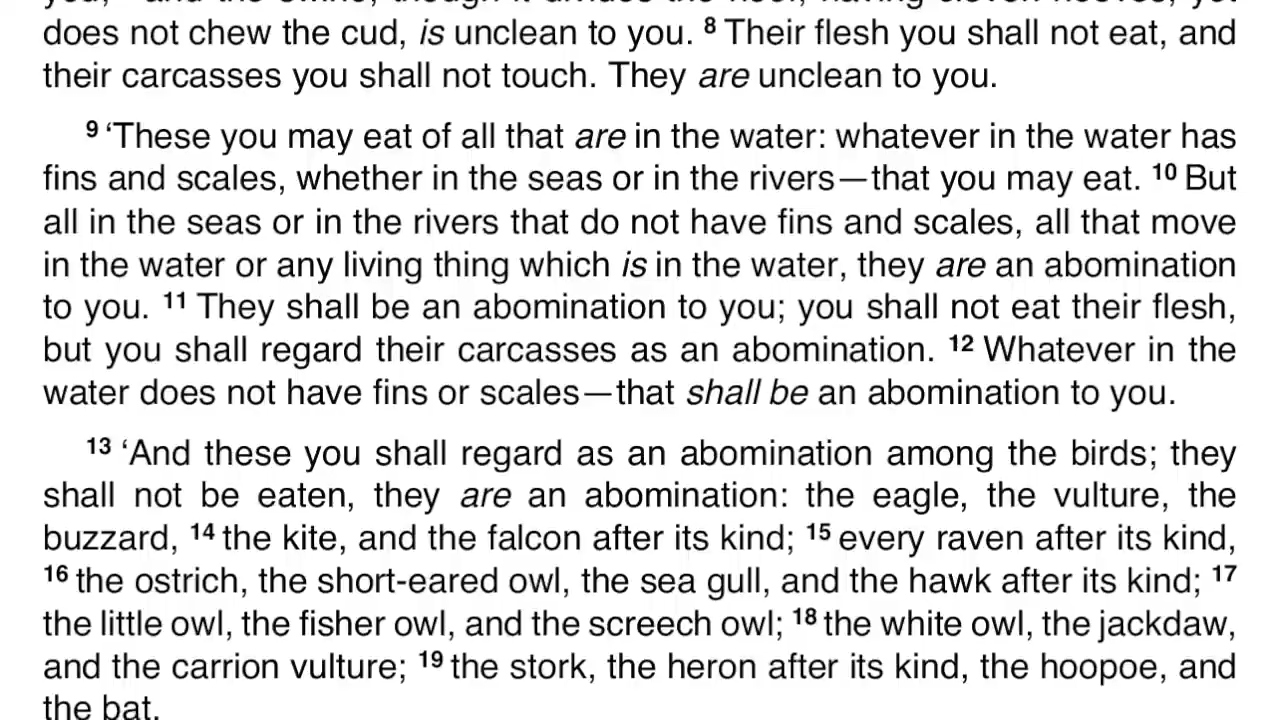 does not chew the cud, is unclean to you. 8 Their flesh you shall not eat, and
their carcasses you shall not touch. They are unclean to you.
9 ‘These you may eat of all that are in the water: whatever in the water has
fins and scales, whether in the seas or in the rivers—that you may eat. 10 But
all in the seas or in the rivers that do not have fins and scales, all that move
in the water or any living thing which is in the water, they are an abomination
to you. 11 They shall be an abomination to you; you shall not eat their flesh,
but you shall regard their carcasses as an abomination. 12 Whatever in the
water does not have fins or scales—that shall be an abomination to you.
13 ‘And these you shall regard as an abomination among the birds; they
shall not be eaten, they are an abomination: the eagle, the vulture, the
buzzard, 14 the kite, and the falcon after its kind; 15 every raven after its kind,
16 the ostrich, the short-eared owl, the sea gull, and the hawk after its kind; 17
the little owl, the fisher owl, and the screech owl; 18 the white owl, the jackdaw,
and the carrion vulture; 19 the stork, the heron after its kind, the hoopoe, and
the bat.